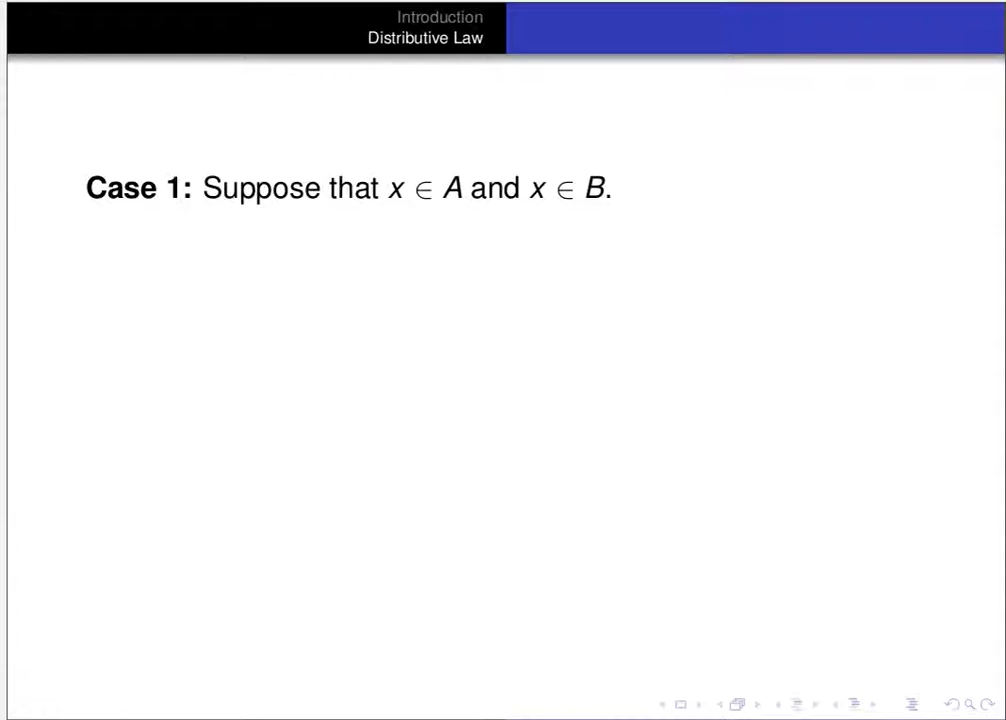 Introduction
Distributive Law
Case 1: Suppose that x ∈ A and x ∈ B.